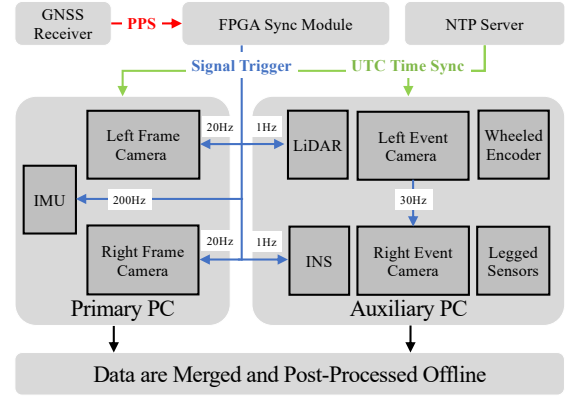 GNSS
Receiver
PPS
FPGA Sync Module
NTP Server
Signal Trigger
UTC Time Sync
Left Frame
Camera
20Hz
1Hz
LiDAR
Left Event
Camera
Wheeled
Encoder
IMU
200Hz
30Hz
Right Frame
Camera
20Hz
1Hz
INS
Right Event
Camera
Legged
Sensors
Primary PC
Auxiliary PC
Data are Merged and Post-Processed Offline